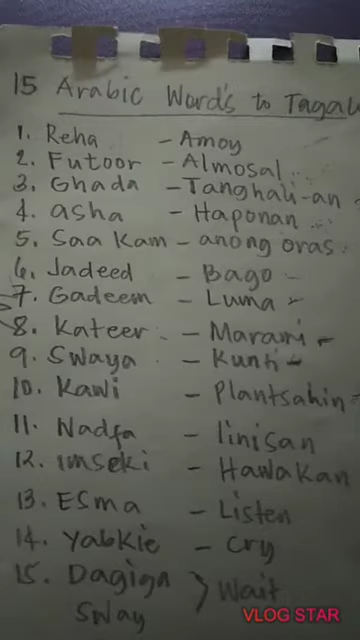 15 Arabic Word's to Tagal
1. Reha - Amoy
2. Futoor - Almosal
3. Ghada - Tanghali-an
4. asha - Haponan
5. Saa Kam - anong oras
6. Jadeed - Bago
7. Gadeem - Luma
8. Kateer - Marami
9. Swaya - Kunti
10. Kawi - Plantsahin
11. Nadfa - linisan
12. imseki - Hawakan
13. Esma - Listen
14. Yabkie - Cry
15. Dagiga } Wait
Sway
VLOG STAR